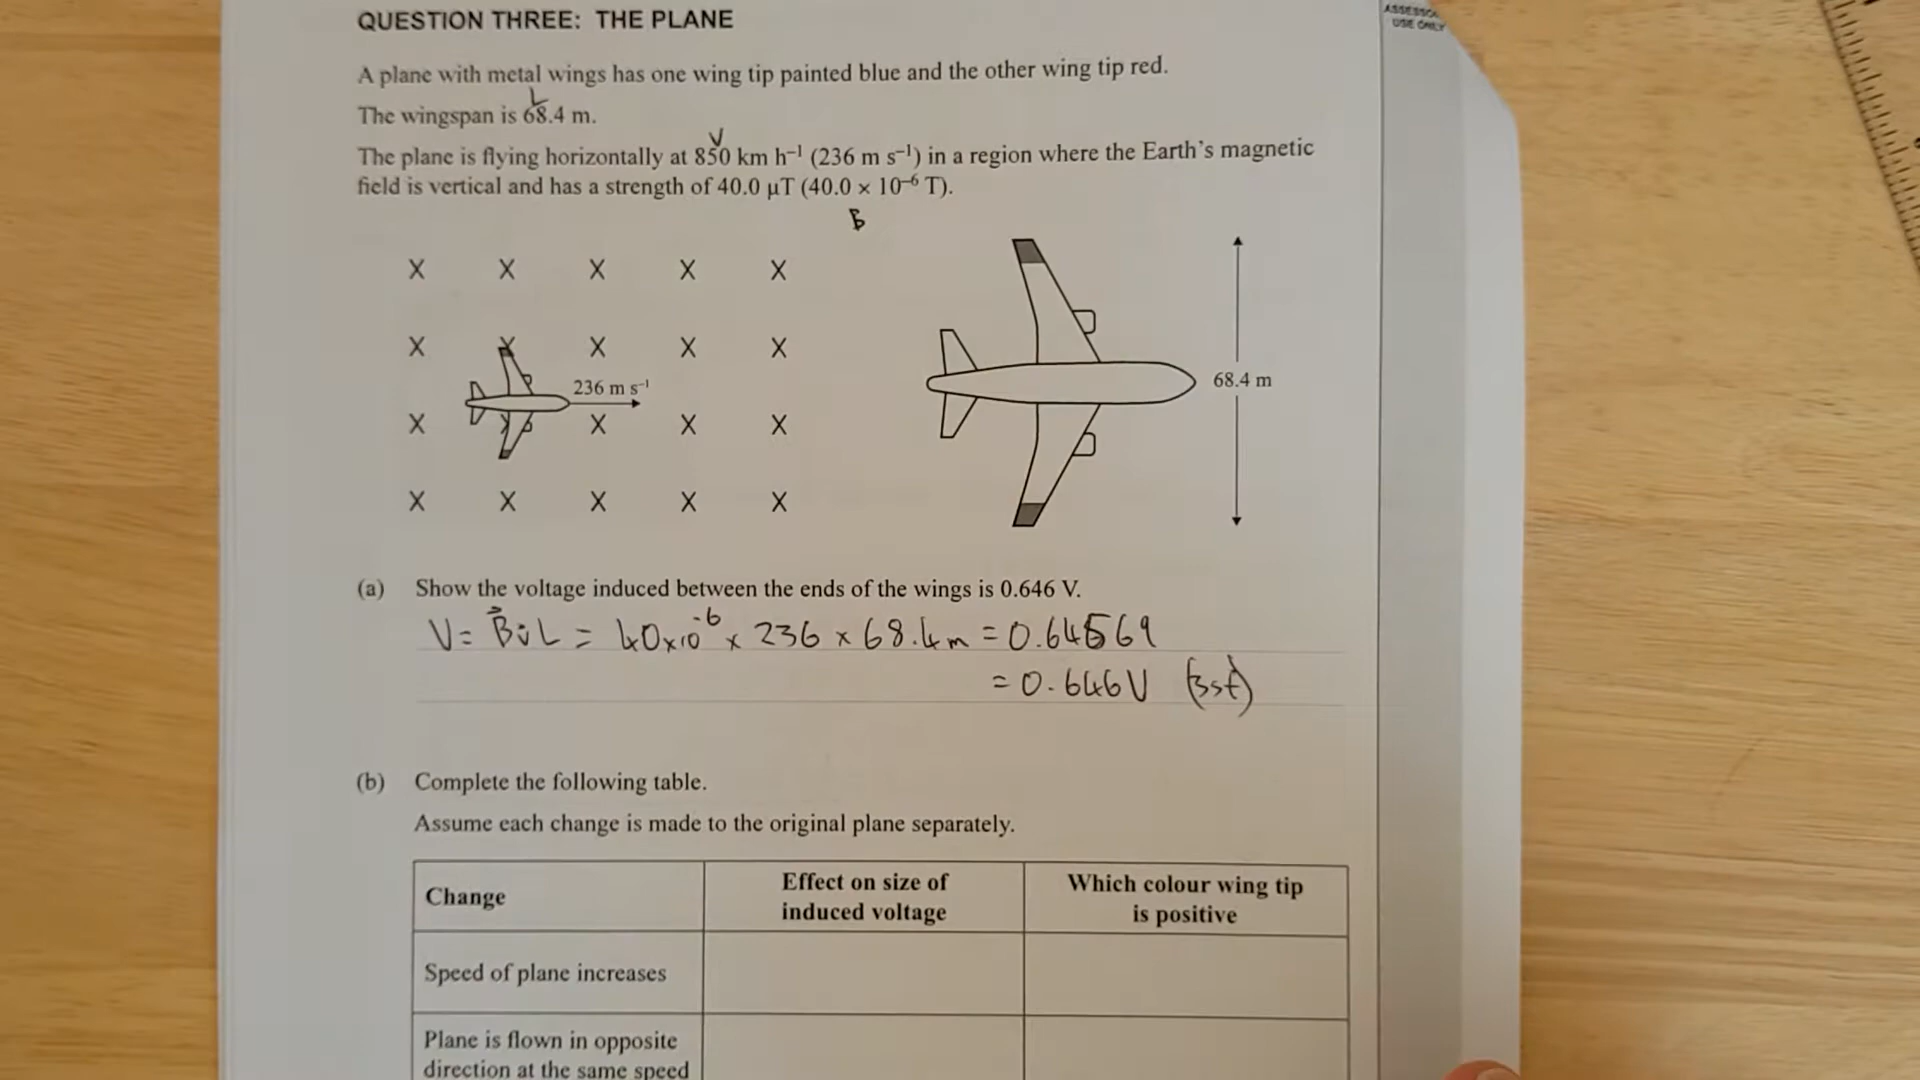 QUESTION THREE: THE PLANE
ASSESSOR
USE ONLY
A plane with metal wings has one wing tip painted blue and the other wing tip red.
L
The wingspan is 68.4 m.
V
The plane is flying horizontally at 850 km h⁻¹ (236 m s⁻¹) in a region where the Earth's magnetic
field is vertical and has a strength of 40.0 µT (40.0 × 10⁻⁶ T).
B
X X X X X
X X X X X
236 m s⁻¹
68.4 m
X X X X X
X X X X X
(a) Show the voltage induced between the ends of the wings is 0.646 V.
V = BvL = 40×10⁻⁶ × 236 × 68.4m = 0.64569
= 0.646V (3sf)
(b) Complete the following table.
Assume each change is made to the original plane separately.
Change
Effect on size of
induced voltage
Which colour wing tip
is positive
Speed of plane increases
Plane is flown in opposite
direction at the same speed